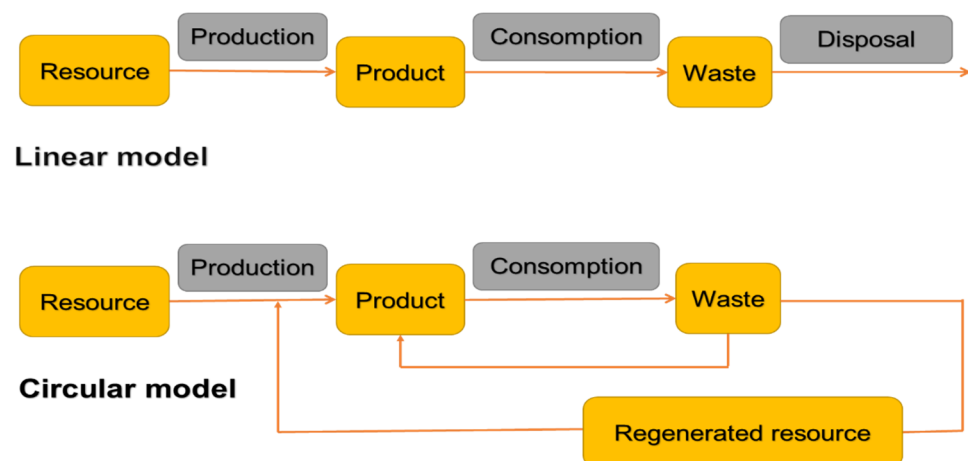 Production
Consomption
Disposal
Resource
Product
Waste
Linear model
Production
Consomption
Resource
Product
Waste
Circular model
Regenerated resource